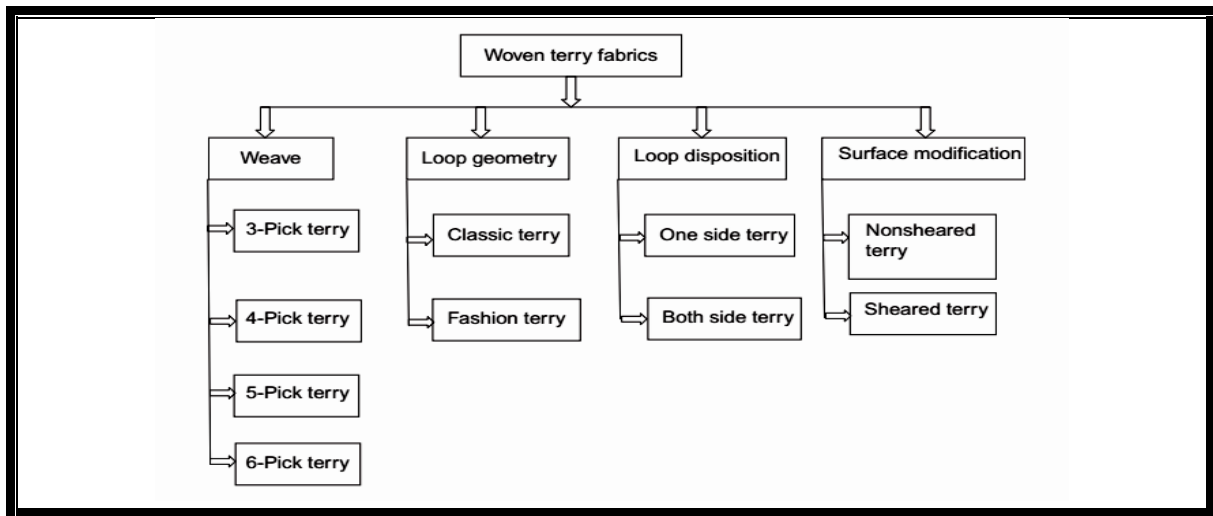 Woven terry fabrics
Weave
Loop geometry
Loop disposition
Surface modification
3-Pick terry
Classic terry
One side terry
Nonsheared
terry
4-Pick terry
Fashion terry
Both side terry
Sheared terry
5-Pick terry
6-Pick terry